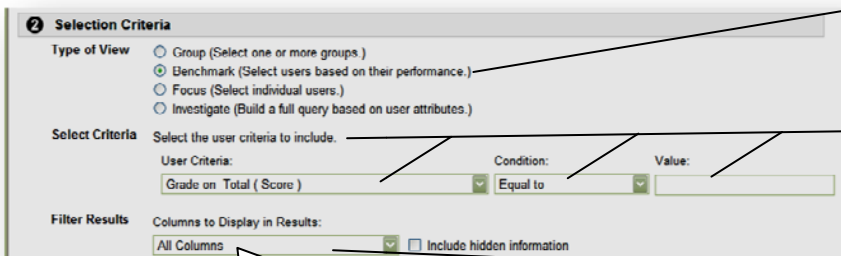 2 Selection Criteria
Type of View
Group (Select one or more groups.)
Benchmark (Select users based on their performance.)
Focus (Select individual users.)
Investigate (Build a full query based on user attributes.)
Select Criteria Select the user criteria to include.
User Criteria: Condition: Value:
Grade on Total ( Score ) Equal to
Filter Results Columns to Display in Results:
All Columns Include hidden information